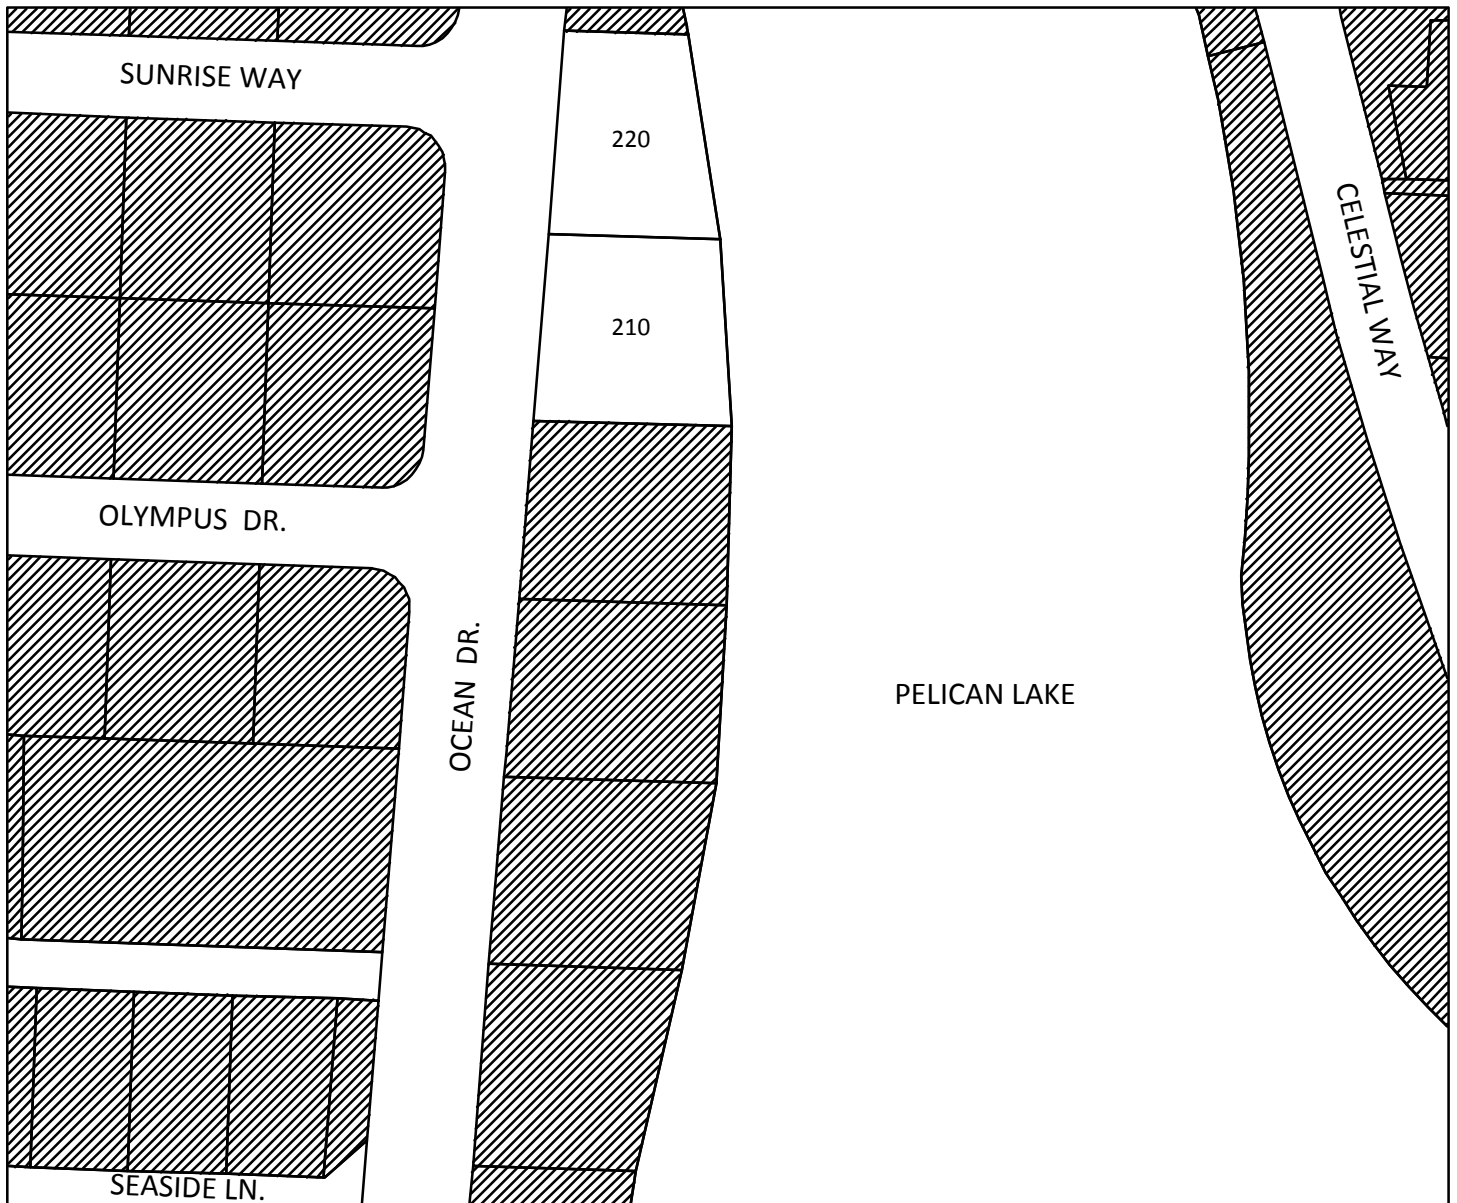 SUNRISE WAY
220
CELESTIAL WAY
210
OLYMPUS DR.
OCEAN DR.
PELICAN LAKE
SEASIDE LN.